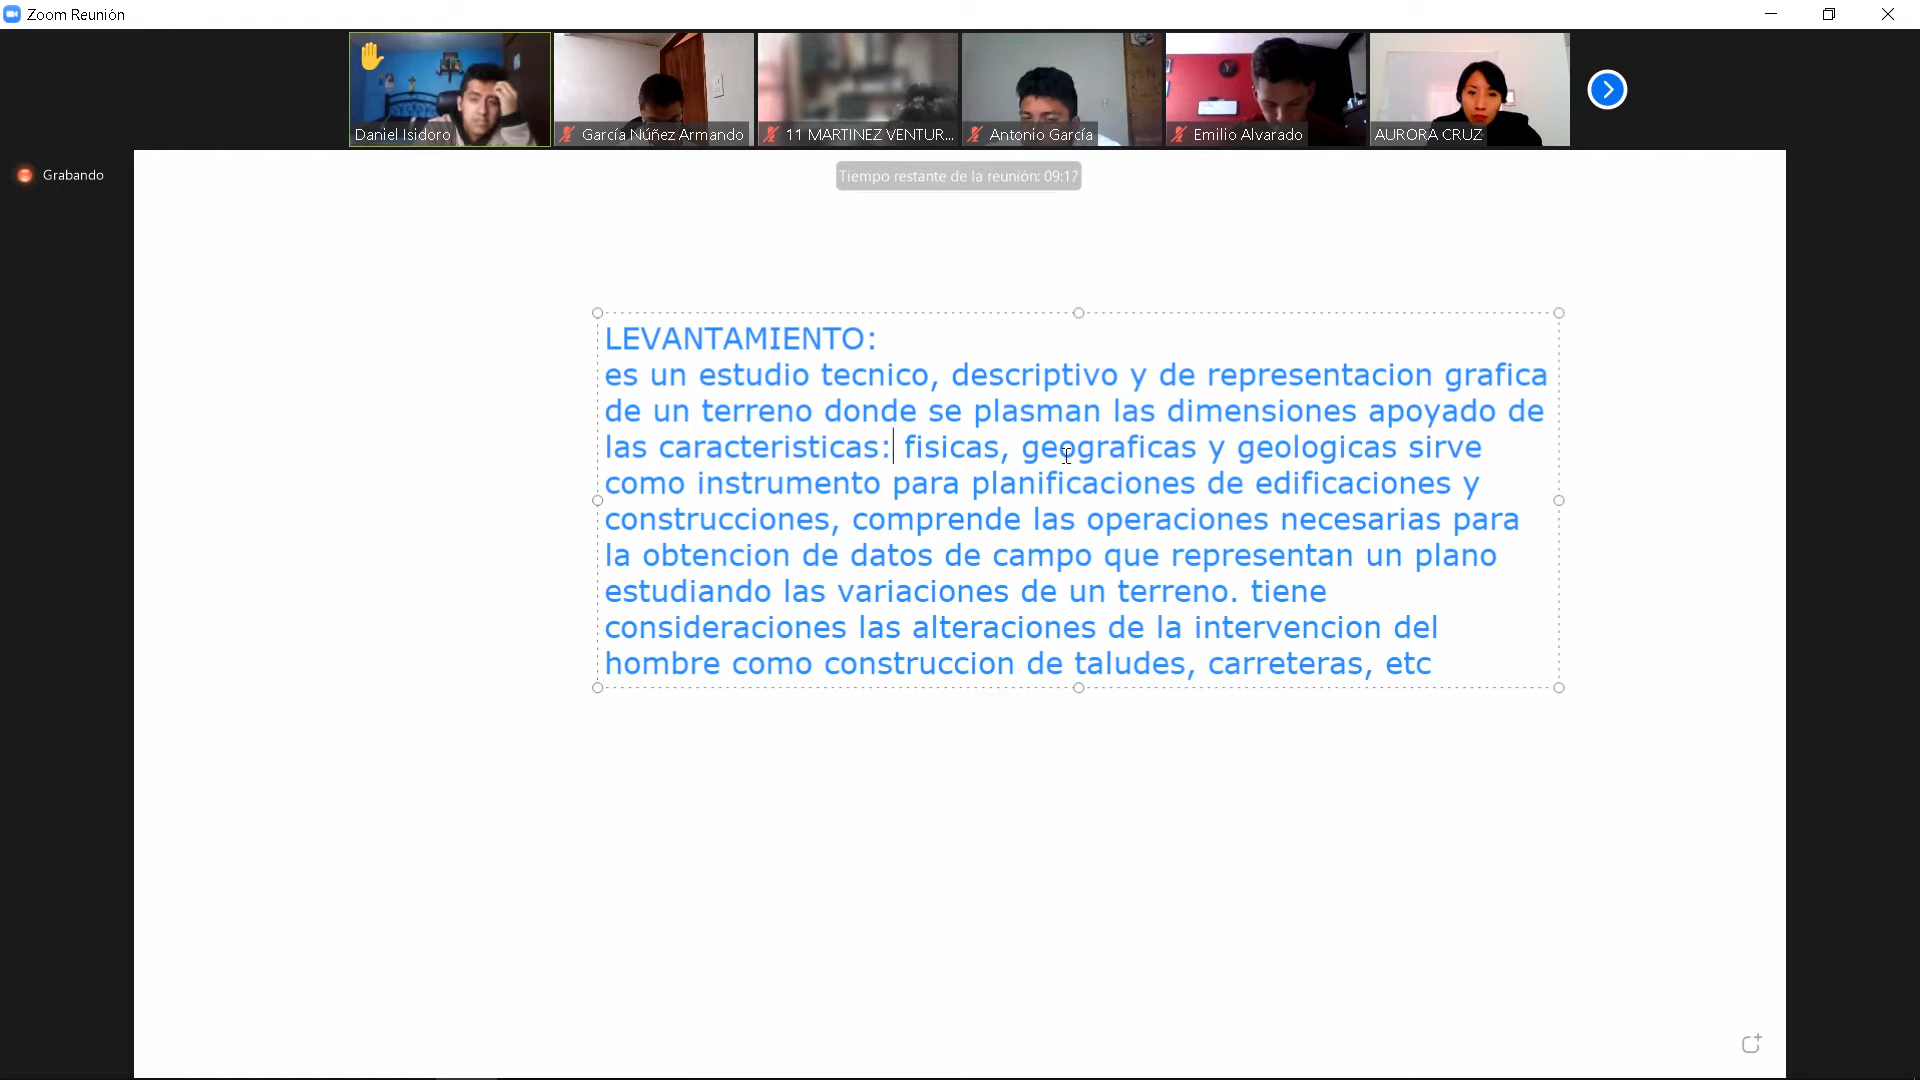 Zoom Reunión
Daniel Isidoro
García Núñez Armando
11 MARTINEZ VENTUR...
Antonio García
Emilio Alvarado
AURORA CRUZ
Grabando
Tiempo restante de la reunión: 09:17
LEVANTAMIENTO:
es un estudio tecnico, descriptivo y de representacion grafica
de un terreno donde se plasman las dimensiones apoyado de
las caracteristicas: fisicas, geograficas y geologicas sirve
como instrumento para planificaciones de edificaciones y
construcciones, comprende las operaciones necesarias para
la obtencion de datos de campo que representan un plano
estudiando las variaciones de un terreno. tiene
consideraciones las alteraciones de la intervencion del
hombre como construccion de taludes, carreteras, etc